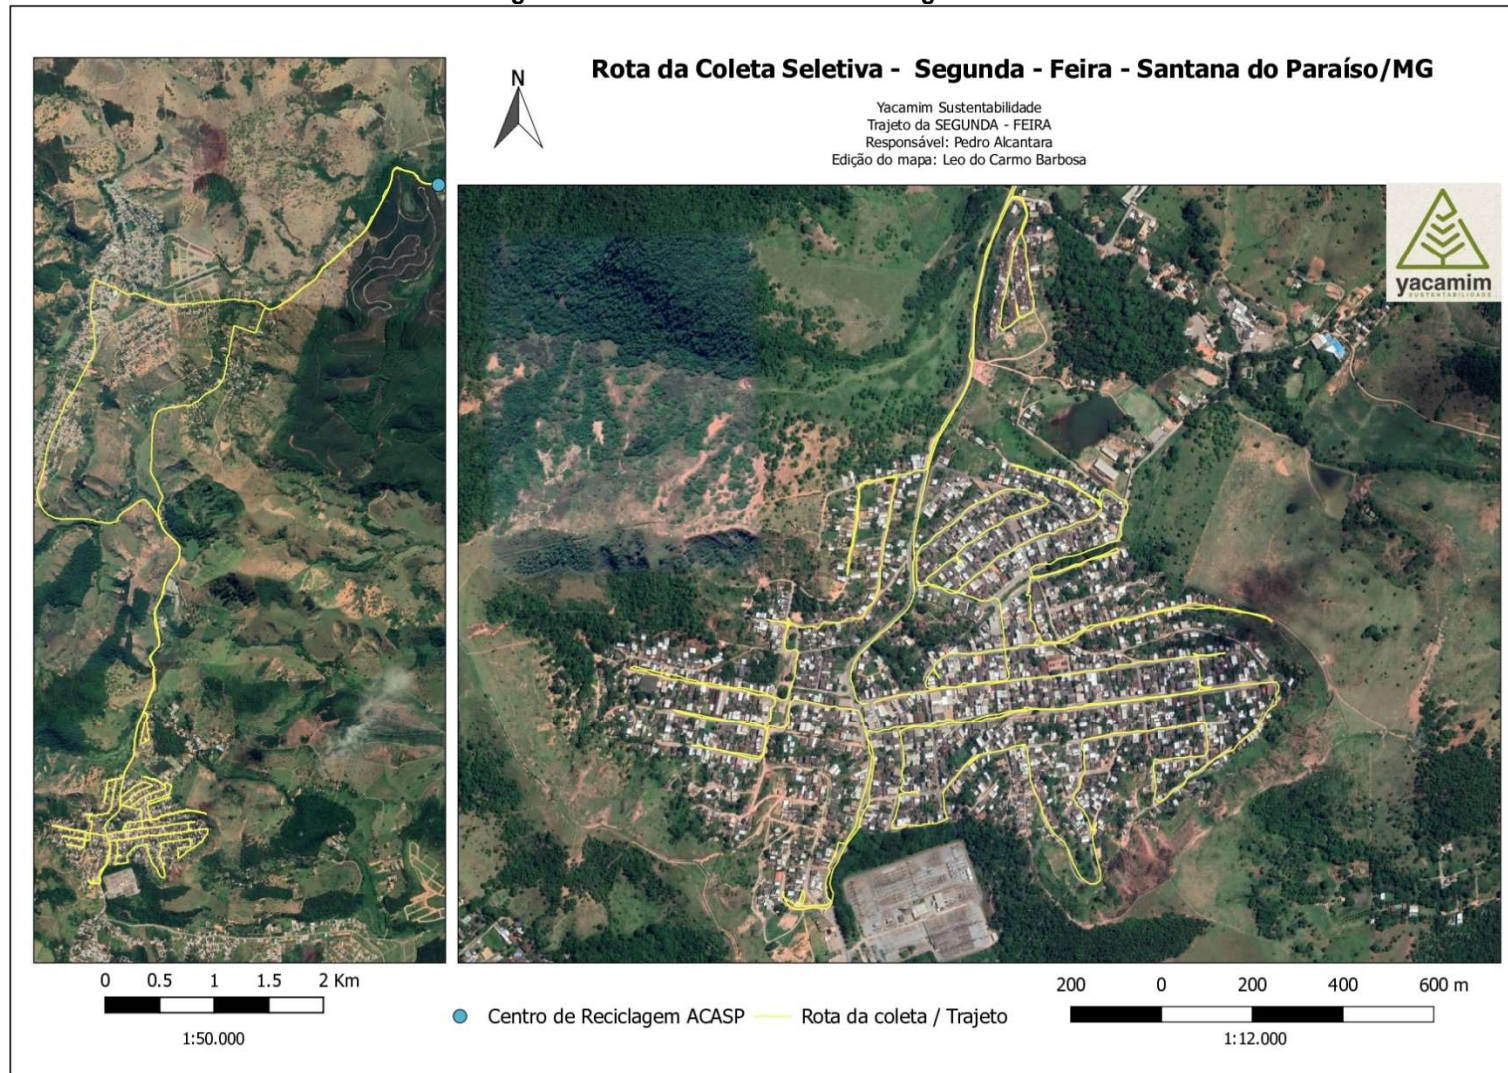 N
Rota da Coleta Seletiva - Segunda - Feira - Santana do Paraíso/MG
Yacamim Sustentabilidade
Trajeto da SEGUNDA - FEIRA
Responsável: Pedro Alcantara
Edição do mapa: Leo do Carmo Barbosa
yacamim
SUSTENTABILIDADE
0 0.5 1 1.5 2 Km
1:50.000
Centro de Reciclagem ACASP
Rota da coleta / Trajeto
200 0 200 400 600 m
1:12.000